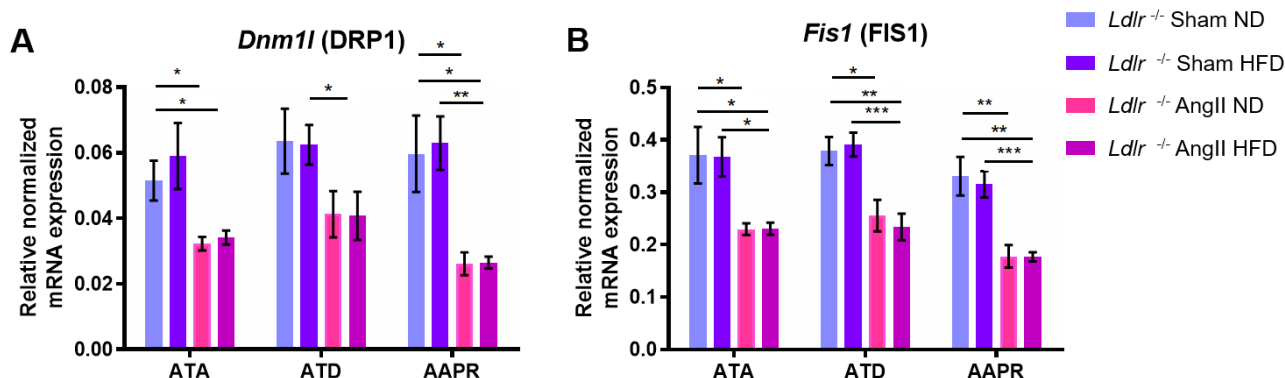 A
Dnm1l (DRP1)
Relative normalized
mRNA expression
0.08
0.06
0.04
0.02
0.00
*
*
*
*
*
**
ATA
ATD
AAPR
B
Fis1 (FIS1)
Relative normalized
mRNA expression
0.5
0.4
0.3
0.2
0.1
0.0
*
*
*
*
**
***
**
**
***
ATA
ATD
AAPR
Ldlr -/- Sham ND
Ldlr -/- Sham HFD
Ldlr -/- AngII ND
Ldlr -/- AngII HFD